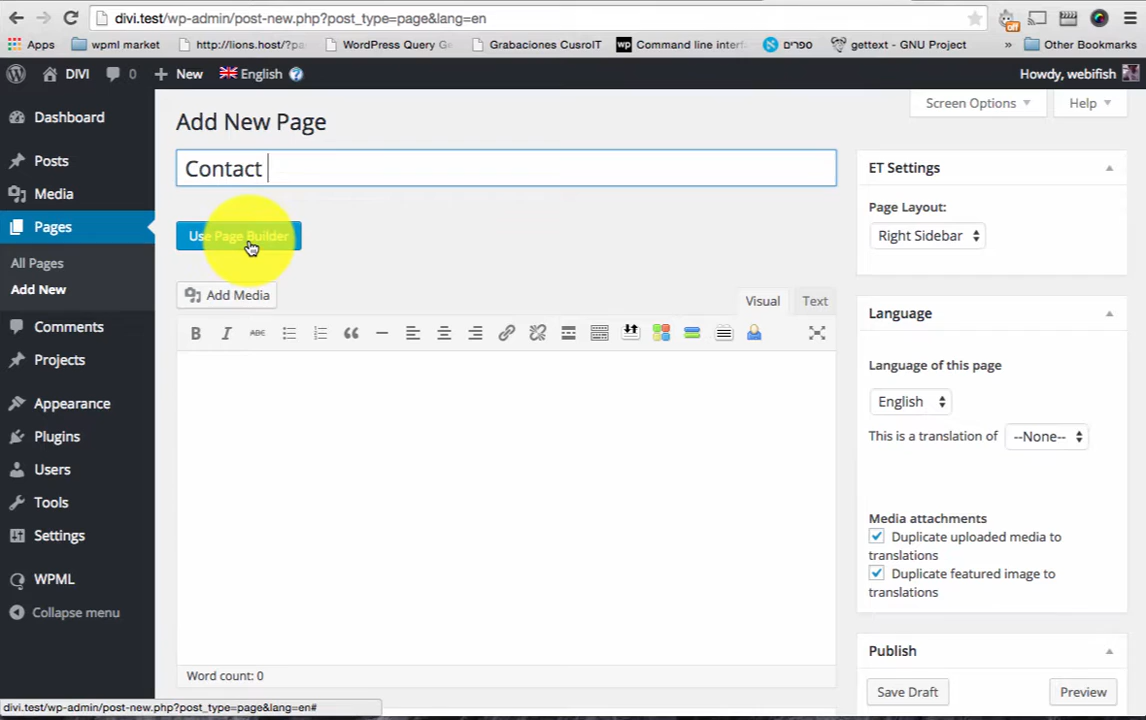 divi.test/wp-admin/post-new.php?post_type=page&lang=en
Apps wpml market http://lions.host/?pa WordPress Query Ge Grabaciones CusroIT Command line interf ספרים gettext - GNU Project » Other Bookmarks
DIVI 0 + New English ? Howdy, webifish
Screen Options Help
Dashboard
Posts
Media
Pages
All Pages
Add New
Comments
Projects
Appearance
Plugins
Users
Tools
Settings
WPML
Collapse menu
Add New Page
Contact
Use Page Builder
Add Media
Visual Text
B I ABC
Word count: 0
ET Settings
Page Layout:
Right Sidebar
Language
Language of this page
English
This is a translation of --None--
Media attachments
Duplicate uploaded media to
translations
Duplicate featured image to
translations
Publish
Save Draft Preview
divi.test/wp-admin/post-new.php?post_type=page&lang=en#